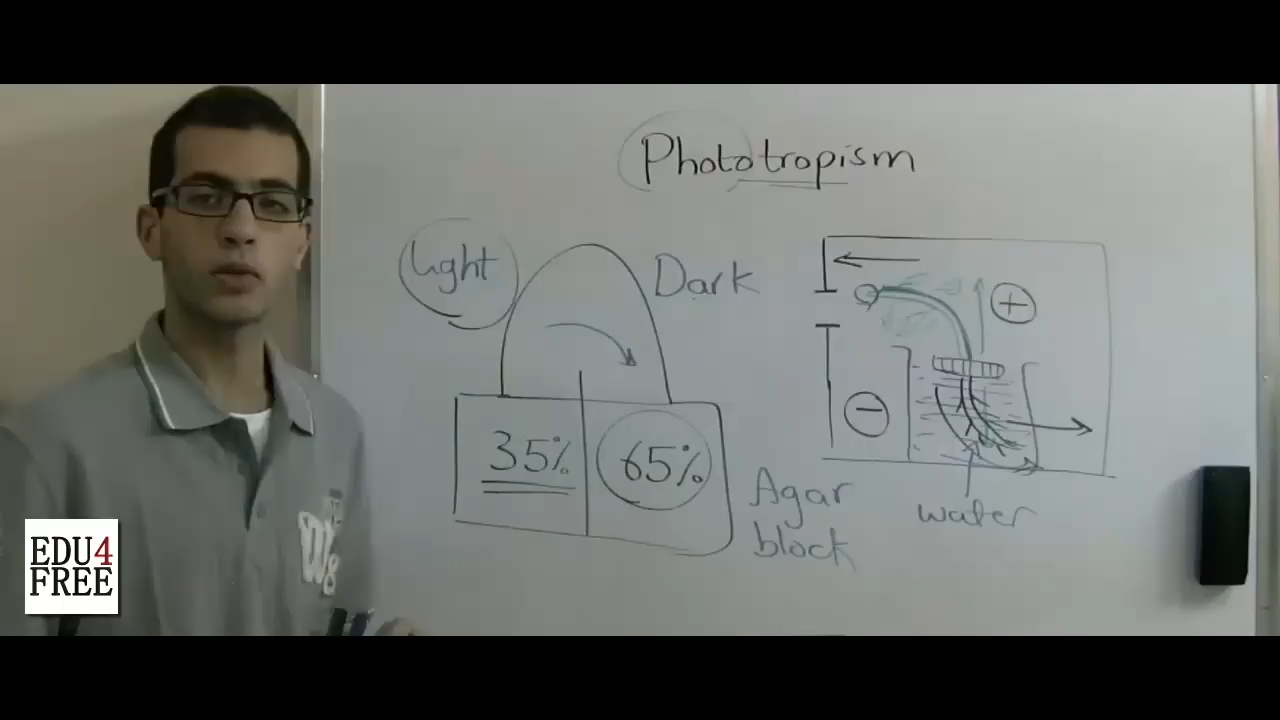 Phototropism
Light
Dark
35%
65%
Agar
block
+
−
water
EDU4
FREE